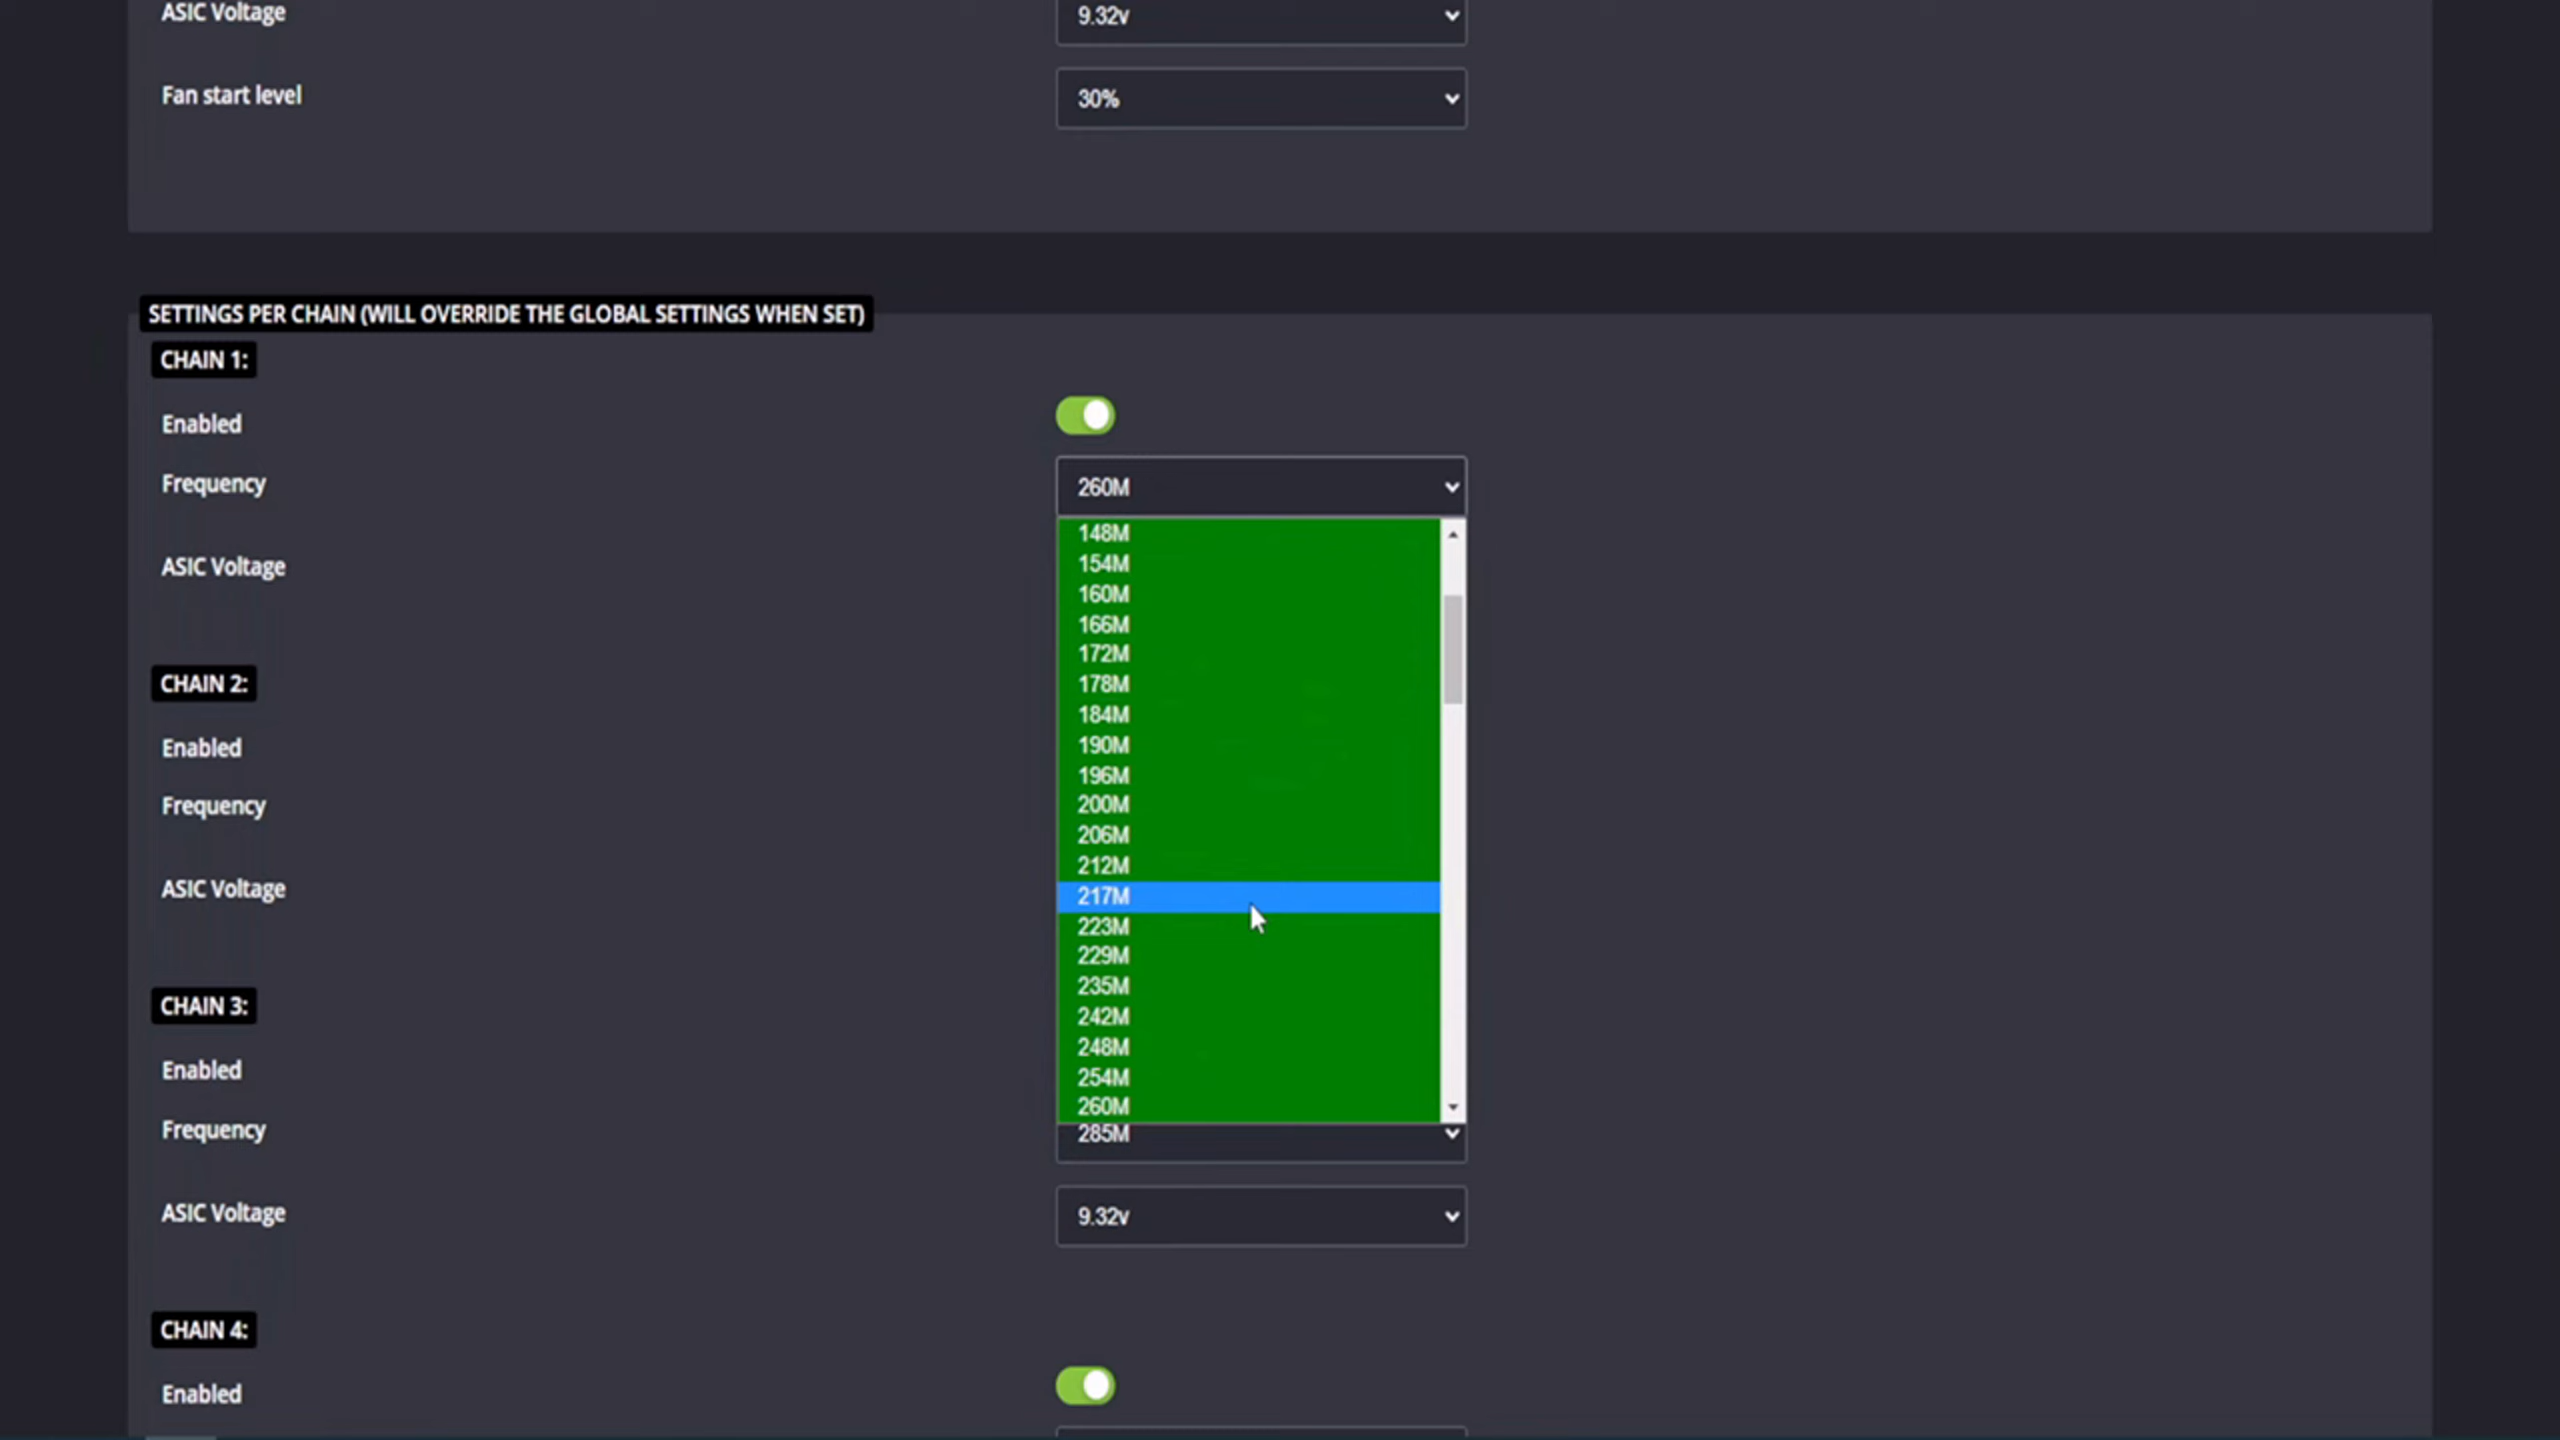 ASIC Voltage 9.32v
Fan start level 30%
SETTINGS PER CHAIN (WILL OVERRIDE THE GLOBAL SETTINGS WHEN SET)
CHAIN 1:
Enabled
Frequency 260M
148M
154M
ASIC Voltage
160M
166M
172M
CHAIN 2:
178M
184M
Enabled
190M
196M
Frequency
200M
206M
212M
ASIC Voltage
217M
223M
229M
235M
CHAIN 3:
242M
248M
Enabled
254M
260M
Frequency 285M
ASIC Voltage 9.32v
CHAIN 4:
Enabled